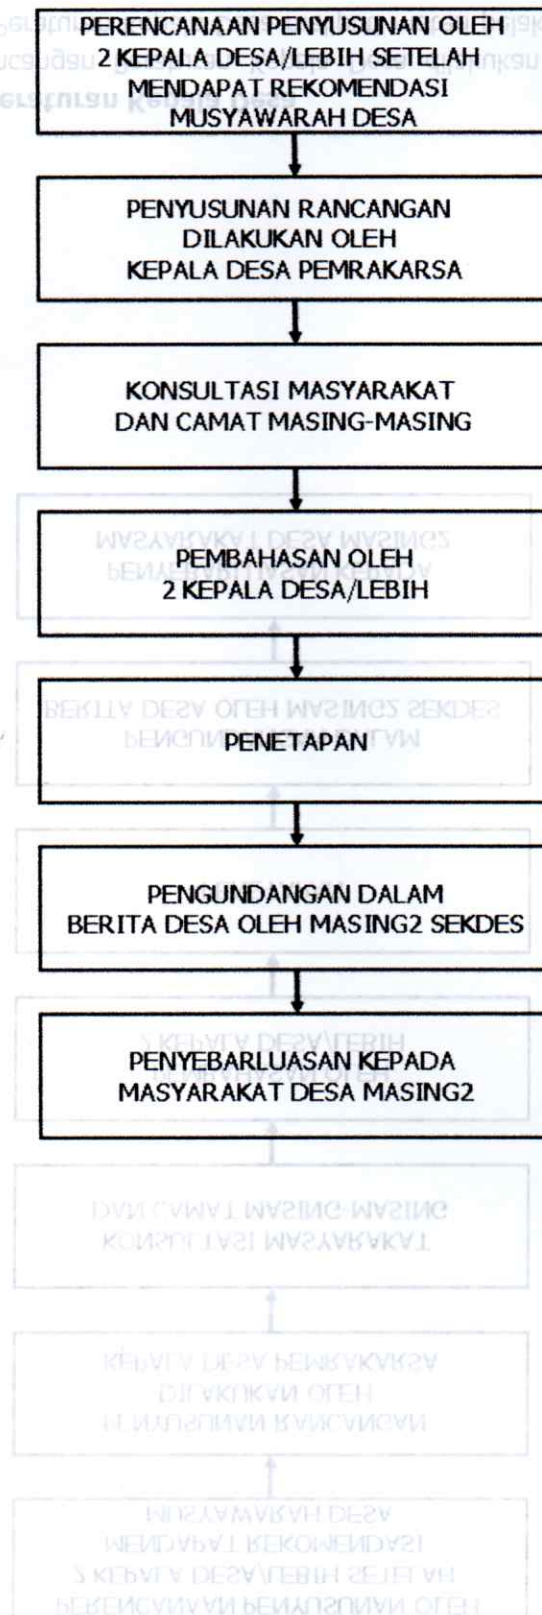 PERENCANAAN PENYUSUNAN OLEH
2 KEPALA DESA/LEBIH SETELAH
MENDAPAT REKOMENDASI
MUSYAWARAH DESA
PENYUSUNAN RANCANGAN
DILAKUKAN OLEH
KEPALA DESA PEMRAKARSA
KONSULTASI MASYARAKAT
DAN CAMAT MASING-MASING
PEMBAHASAN OLEH
2 KEPALA DESA/LEBIH
PENETAPAN
PENGUNDANGAN DALAM
BERITA DESA OLEH MASING2 SEKDES
PENYEBARLUASAN KEPADA
MASYARAKAT DESA MASING2